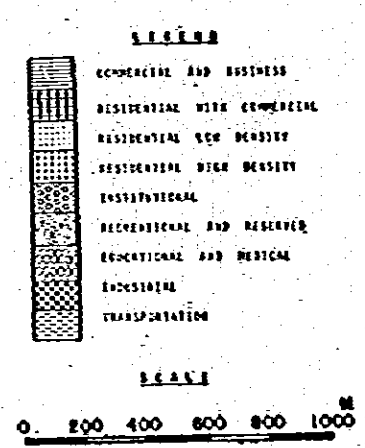 LEGEND
COMMERCIAL AND BUSINESS
RESIDENTIAL WITH COMMERCIAL
RESIDENTIAL LOW DENSITY
RESIDENTIAL HIGH DENSITY
INSTITUTIONAL
RECREATIONAL AND RESERVED
EDUCATIONAL AND MEDICAL
INDUSTRIAL
TRANSPORTATION
SCALE
M
0 200 400 600 800 1000